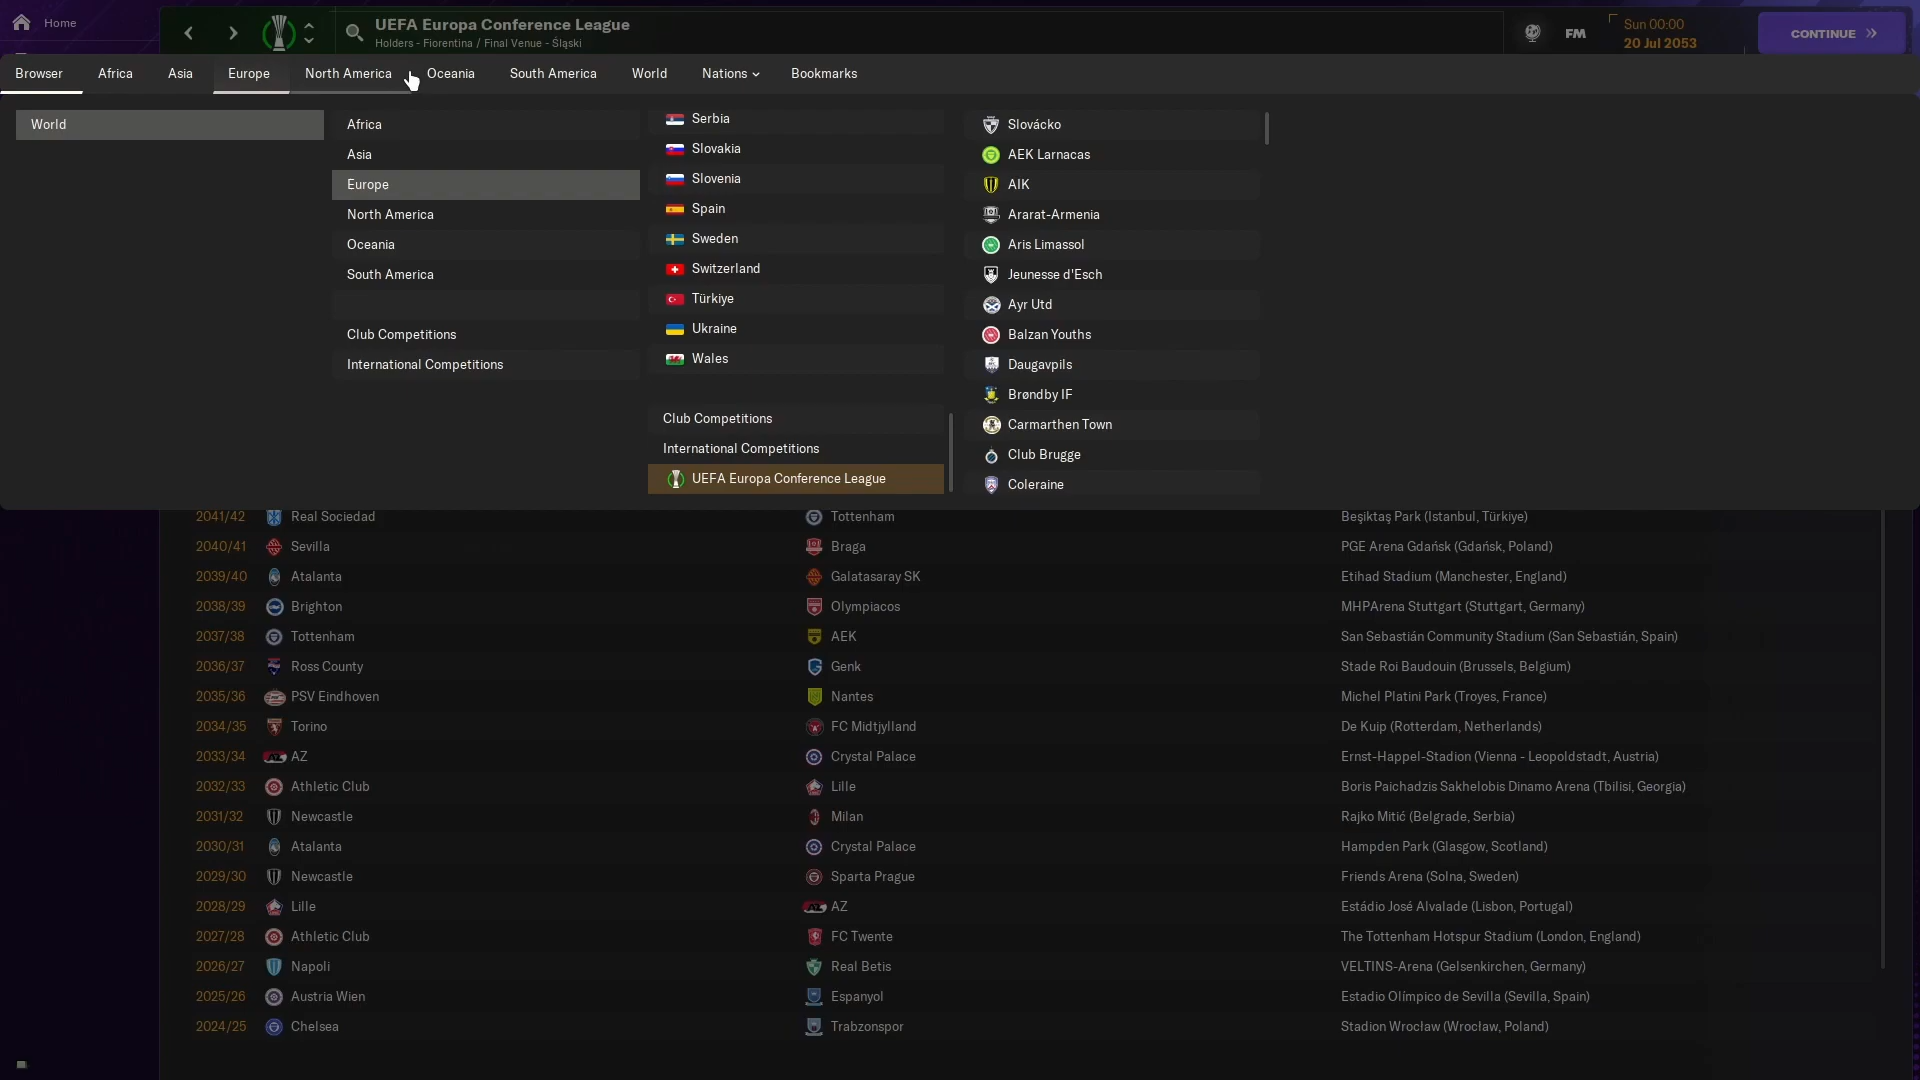 Home
UEFA Europa Conference League
Holders - Fiorentina / Final Venue - Śląski
FM
Sun 00:00
20 Jul 2053
CONTINUE
Browser Africa Asia Europe North America Oceania South America World Nations Bookmarks
World
Africa
Asia
Europe
North America
Oceania
South America
Club Competitions
International Competitions
Serbia
Slovakia
Slovenia
Spain
Sweden
Switzerland
Türkiye
Ukraine
Wales
Club Competitions
International Competitions
UEFA Europa Conference League
Slovácko
AEK Larnacas
AIK
Ararat-Armenia
Aris Limassol
Jeunesse d'Esch
Ayr Utd
Balzan Youths
Daugavpils
Brøndby IF
Carmarthen Town
Club Brugge
Coleraine
2041/42 Real Sociedad Tottenham Beşiktaş Park (Istanbul, Türkiye)
2040/41 Sevilla Braga PGE Arena Gdańsk (Gdańsk, Poland)
2039/40 Atalanta Galatasaray SK Etihad Stadium (Manchester, England)
2038/39 Brighton Olympiacos MHPArena Stuttgart (Stuttgart, Germany)
2037/38 Tottenham AEK San Sebastián Community Stadium (San Sebastián, Spain)
2036/37 Ross County Genk Stade Roi Baudouin (Brussels, Belgium)
2035/36 PSV Eindhoven Nantes Michel Platini Park (Troyes, France)
2034/35 Torino FC Midtjylland De Kuip (Rotterdam, Netherlands)
2033/34 AZ Crystal Palace Ernst-Happel-Stadion (Vienna - Leopoldstadt, Austria)
2032/33 Athletic Club Lille Boris Paichadzis Sakhelobis Dinamo Arena (Tbilisi, Georgia)
2031/32 Newcastle Milan Rajko Mitić (Belgrade, Serbia)
2030/31 Atalanta Crystal Palace Hampden Park (Glasgow, Scotland)
2029/30 Newcastle Sparta Prague Friends Arena (Solna, Sweden)
2028/29 Lille AZ Estádio José Alvalade (Lisbon, Portugal)
2027/28 Athletic Club FC Twente The Tottenham Hotspur Stadium (London, England)
2026/27 Napoli Real Betis VELTINS-Arena (Gelsenkirchen, Germany)
2025/26 Austria Wien Espanyol Estadio Olímpico de Sevilla (Sevilla, Spain)
2024/25 Chelsea Trabzonspor Stadion Wrocław (Wrocław, Poland)